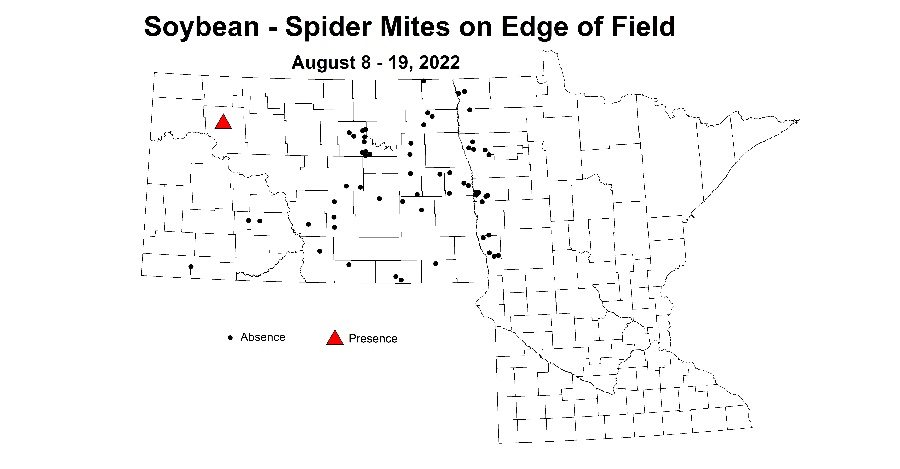 Soybean - Spider Mites on Edge of Field
August 8 - 19, 2022
Absence
Presence